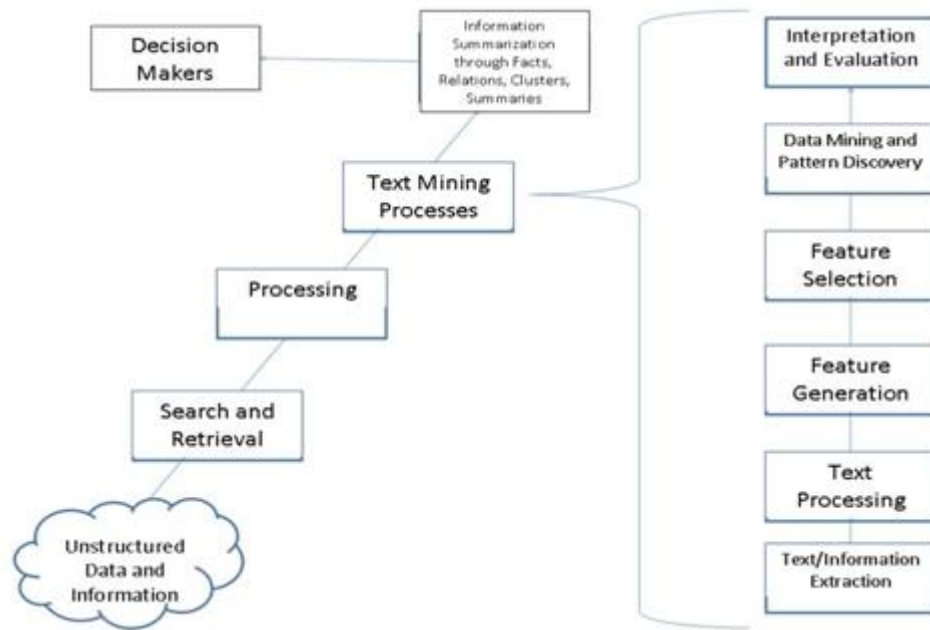 Decision
Makers
Information
Summarization
through Facts,
Relations, Clusters,
Summaries
Text Mining
Processes
Processing
Search and
Retrieval
Unstructured
Data and
Information
Interpretation
and Evaluation
Data Mining and
Pattern Discovery
Feature
Selection
Feature
Generation
Text
Processing
Text/Information
Extraction